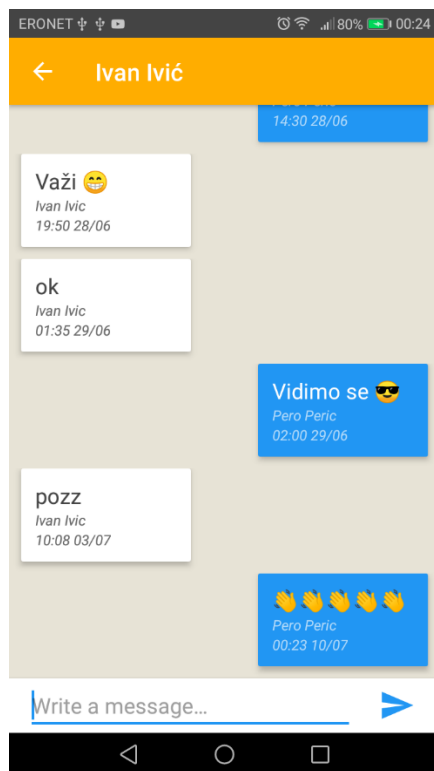 ERONET 80% 00:24
Ivan Ivić
14:30 28/06
Važi 😁
Ivan Ivic
19:50 28/06
ok
Ivan Ivic
01:35 29/06
Vidimo se 😎
Pero Peric
02:00 29/06
pozz
Ivan Ivic
10:08 03/07
👏👏👏👏👏
Pero Peric
00:23 10/07
Write a message...